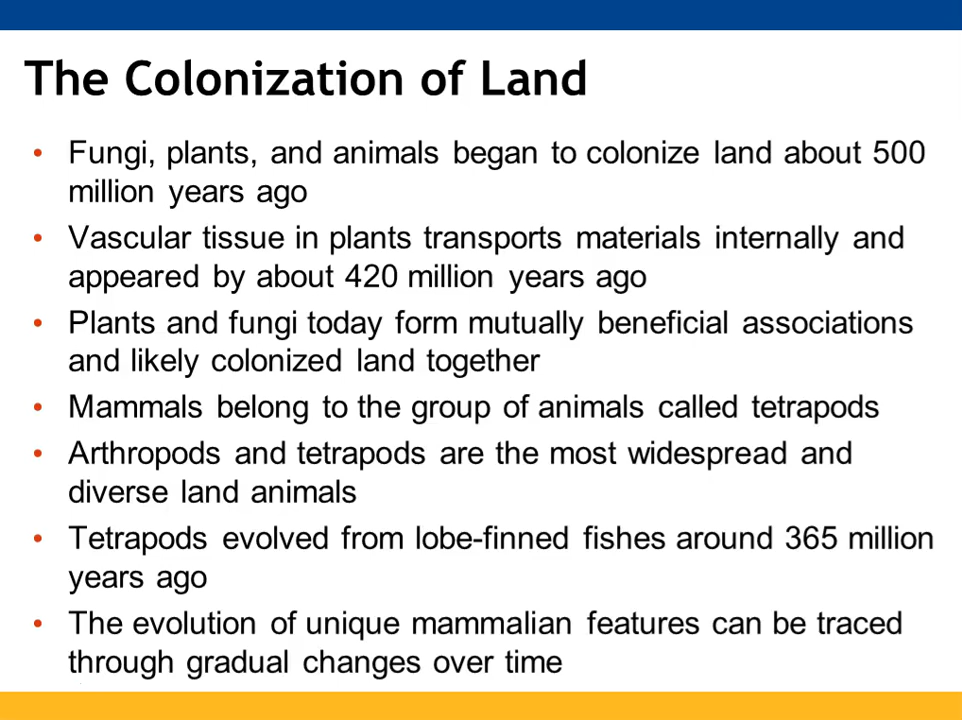 The Colonization of Land
• Fungi, plants, and animals began to colonize land about 500
million years ago
• Vascular tissue in plants transports materials internally and
appeared by about 420 million years ago
• Plants and fungi today form mutually beneficial associations
and likely colonized land together
• Mammals belong to the group of animals called tetrapods
• Arthropods and tetrapods are the most widespread and
diverse land animals
• Tetrapods evolved from lobe-finned fishes around 365 million
years ago
• The evolution of unique mammalian features can be traced
through gradual changes over time